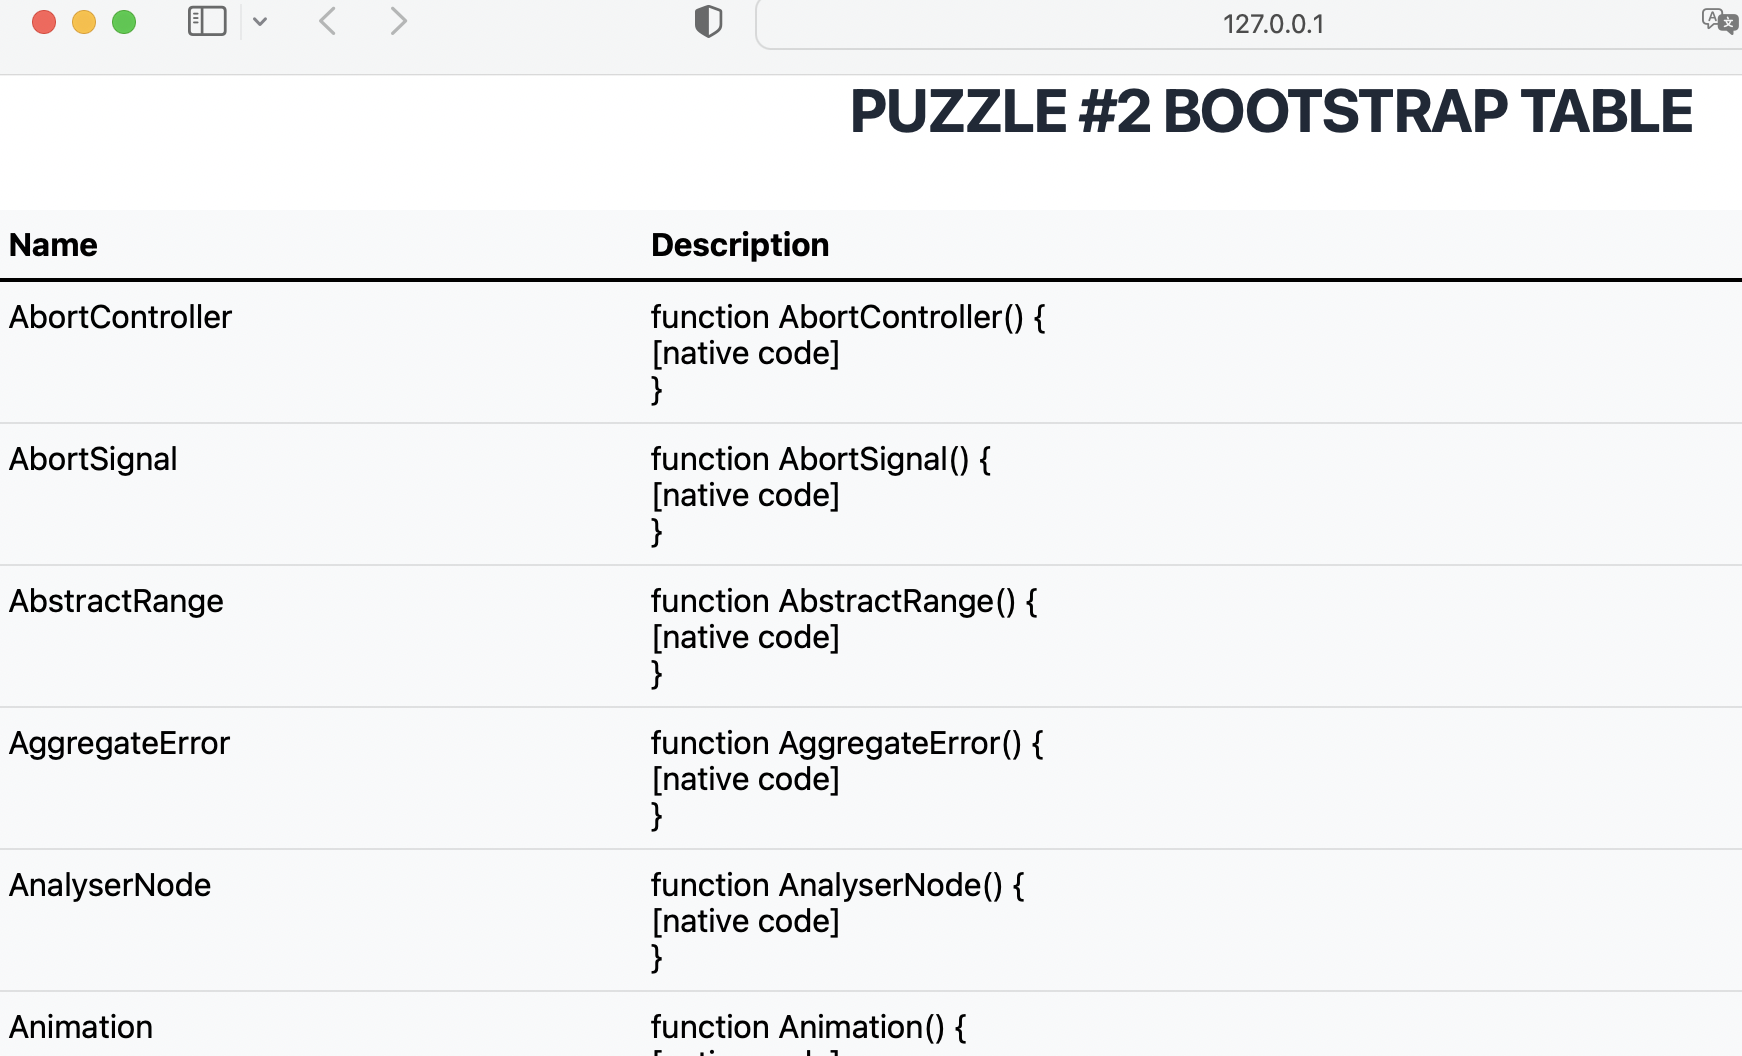 127.0.0.1
PUZZLE #2 BOOTSTRAP TABLE
Name Description
AbortController function AbortController() {
[native code]
}
AbortSignal function AbortSignal() {
[native code]
}
AbstractRange function AbstractRange() {
[native code]
}
AggregateError function AggregateError() {
[native code]
}
AnalyserNode function AnalyserNode() {
[native code]
}
Animation function Animation() {